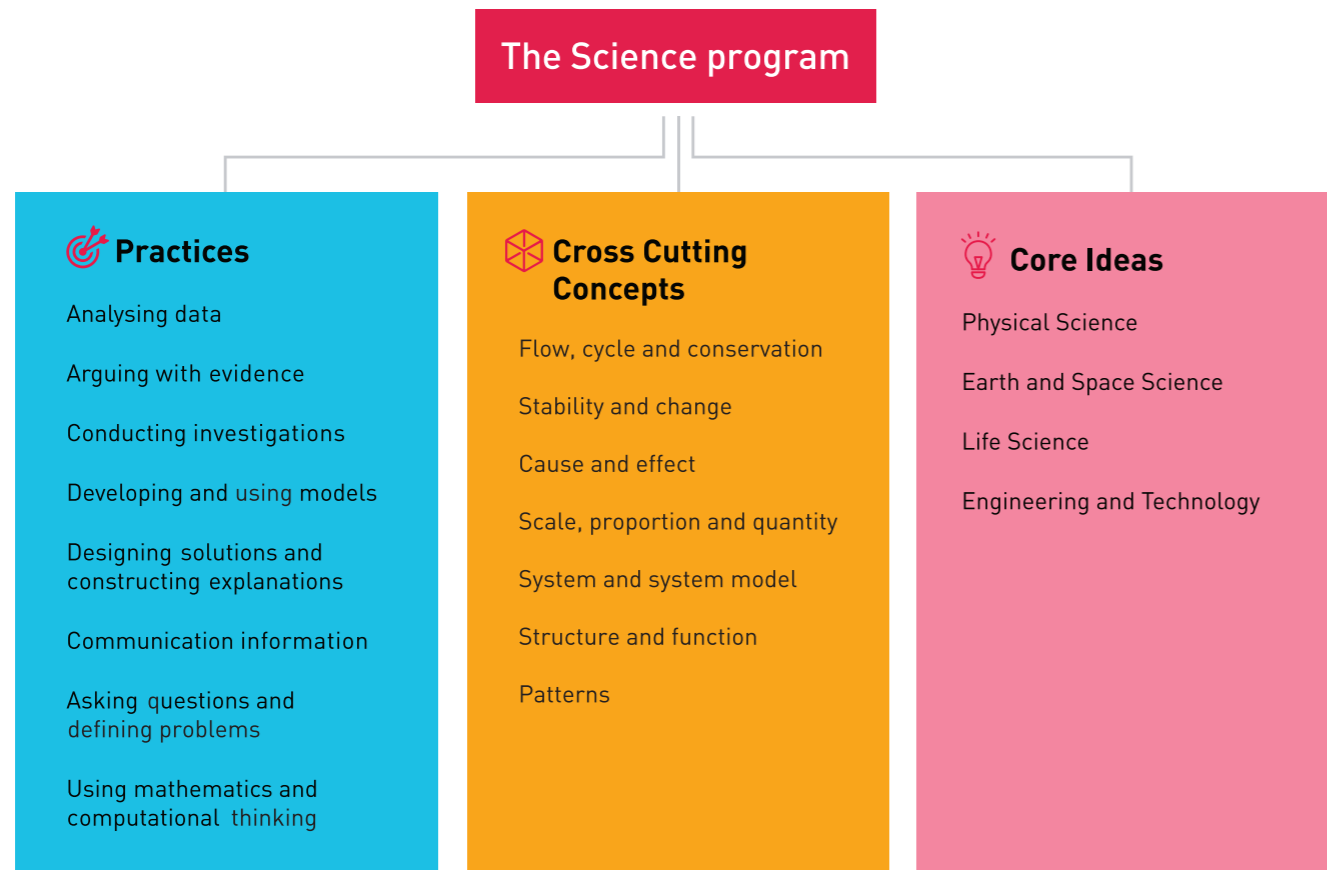 The Science program
Practices
Analysing data
Arguing with evidence
Conducting investigations
Developing and using models
Designing solutions and
constructing explanations
Communication information
Asking questions and
defining problems
Using mathematics and
computational thinking
Cross Cutting
Concepts
Flow, cycle and conservation
Stability and change
Cause and effect
Scale, proportion and quantity
System and system model
Structure and function
Patterns
Core Ideas
Physical Science
Earth and Space Science
Life Science
Engineering and Technology